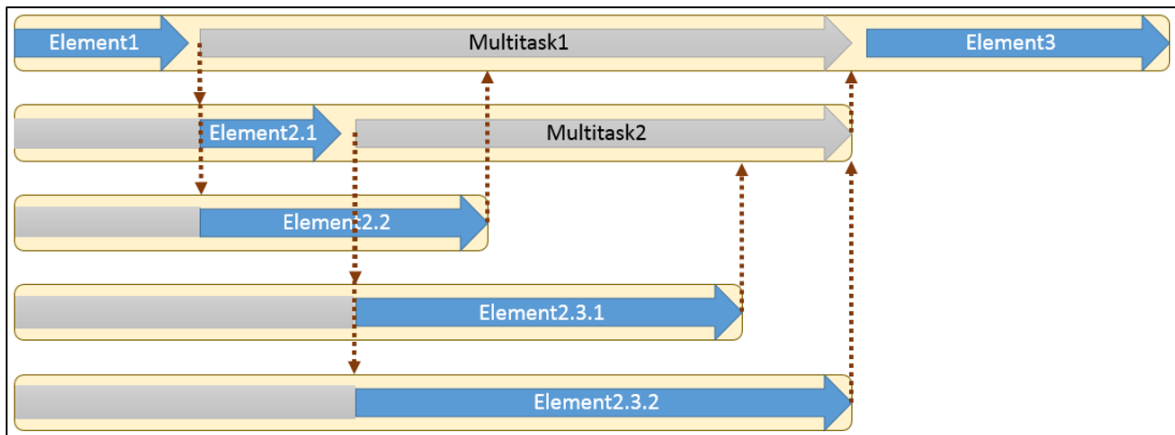 Element1
Multitask1
Element3
Element2.1
Multitask2
Element2.2
Element2.3.1
Element2.3.2